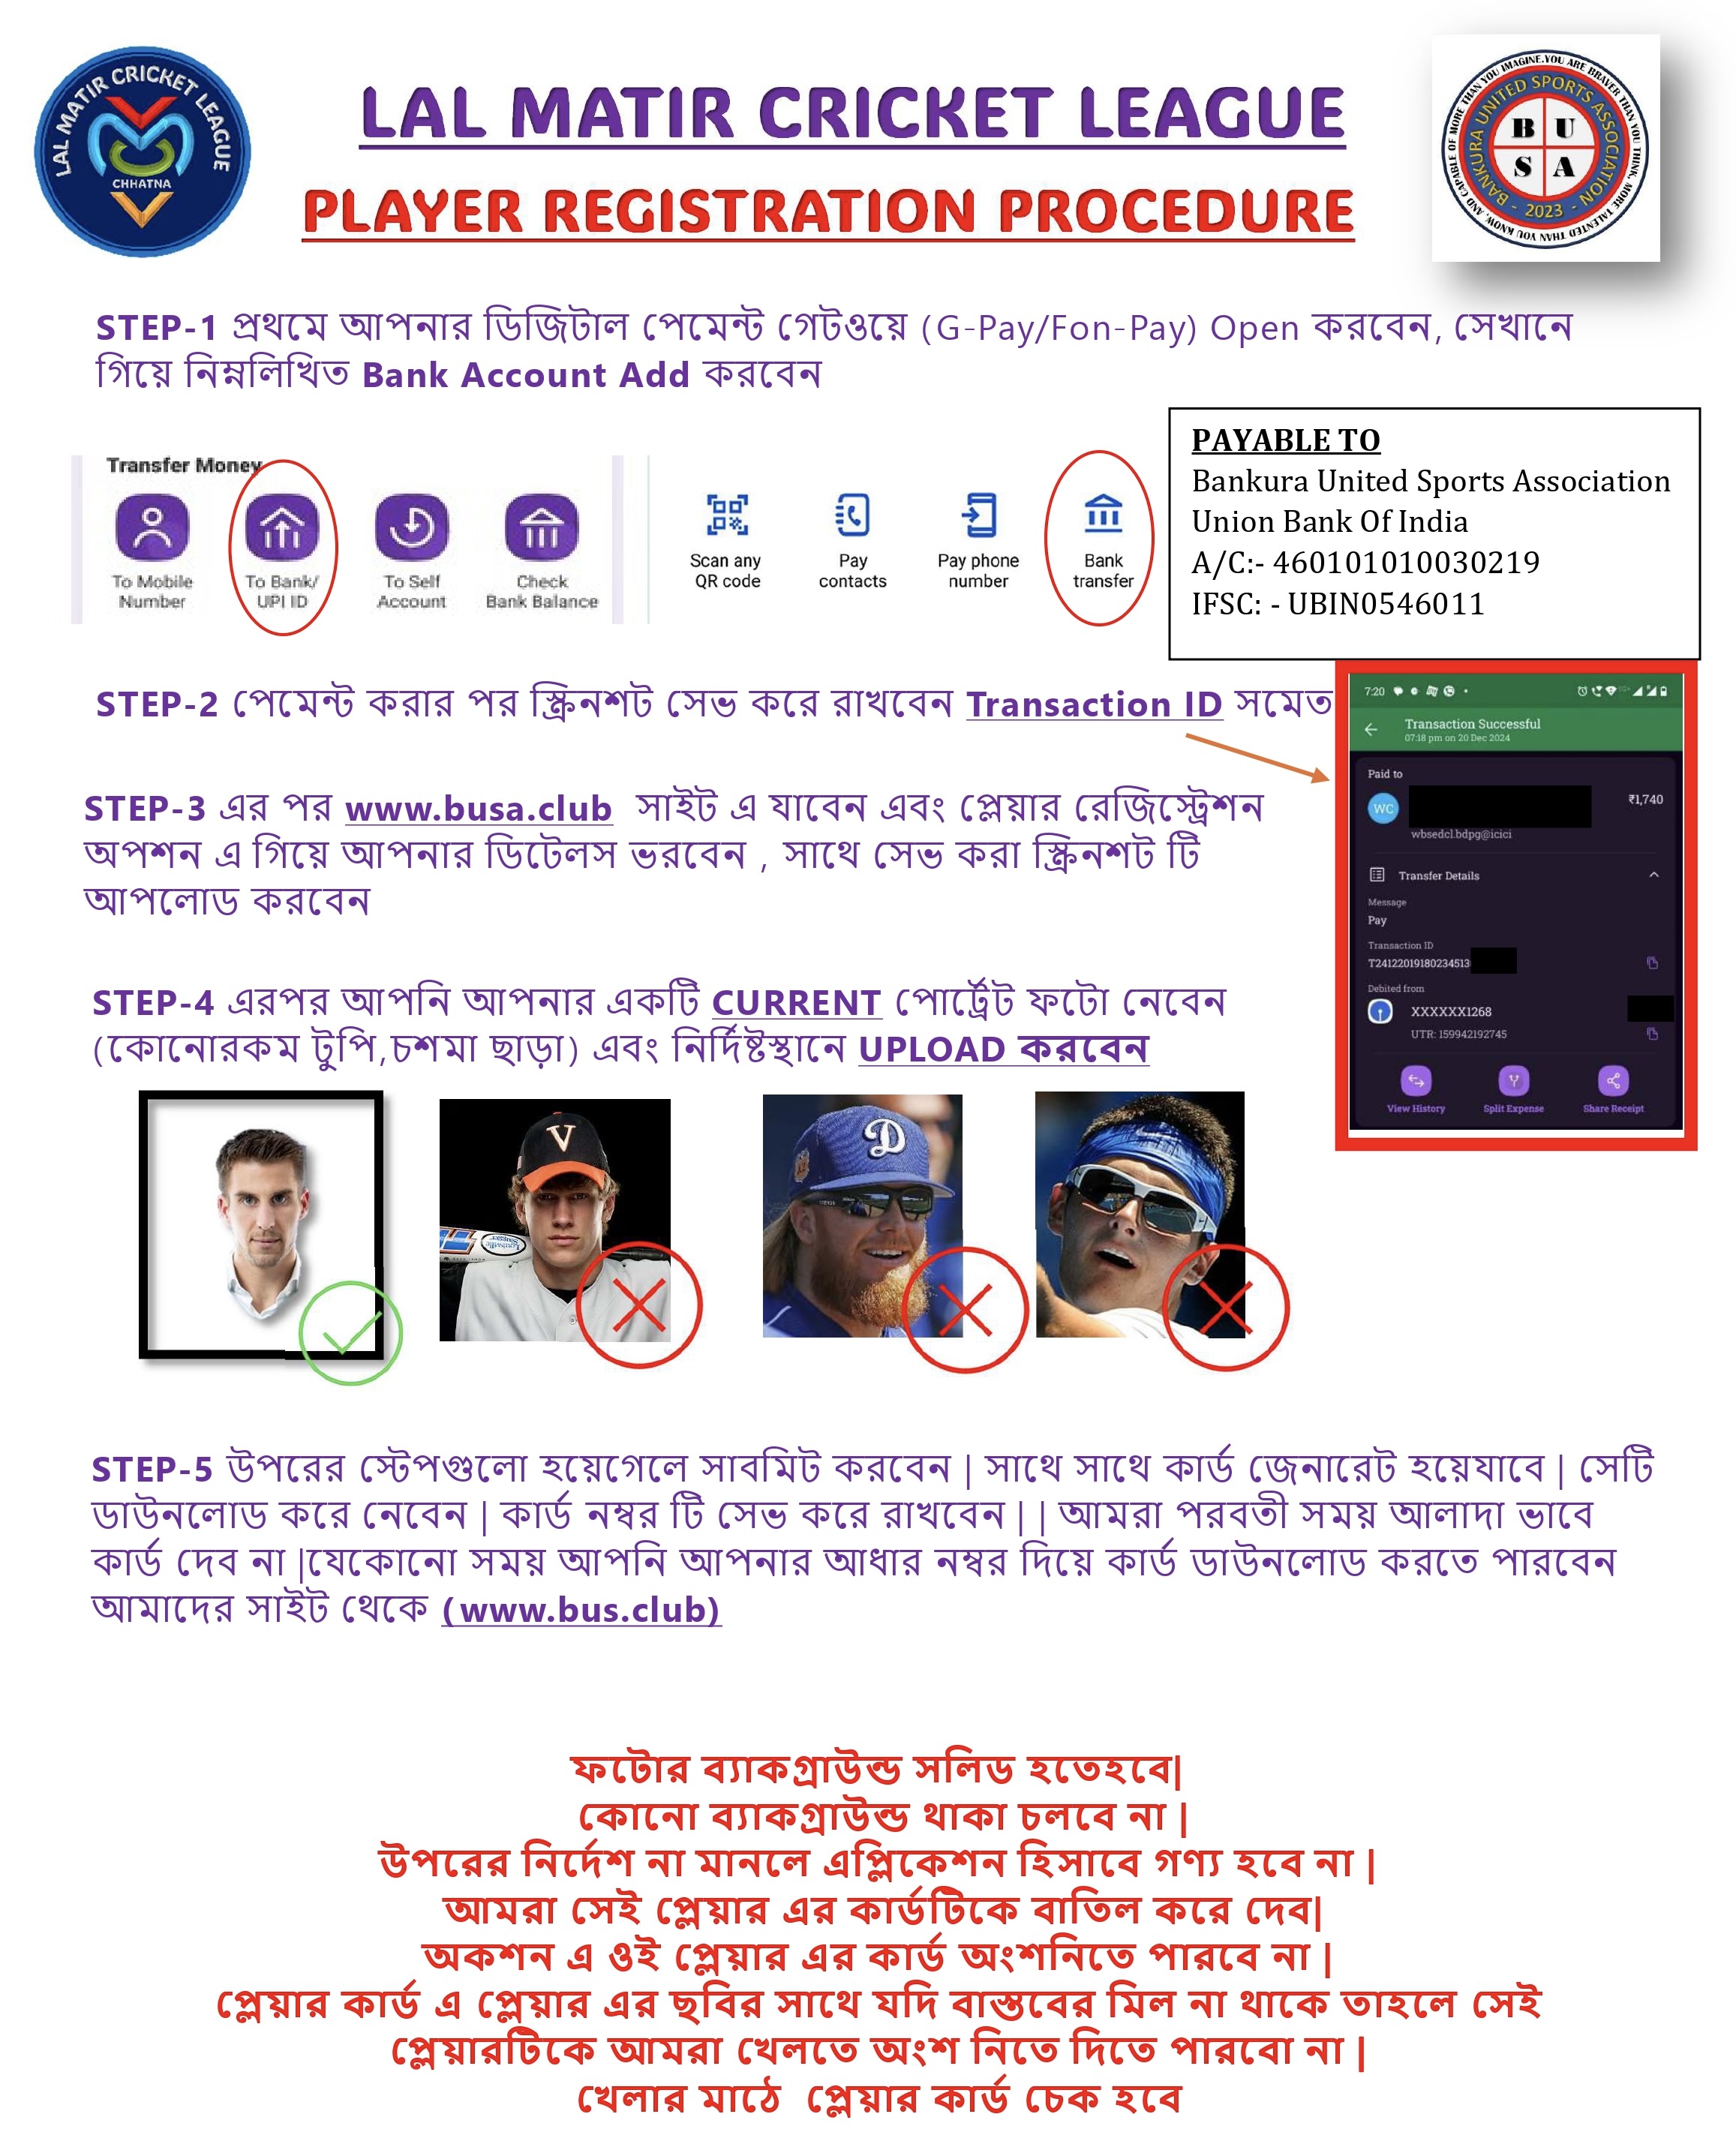 LAL MATIR CRICKET LEAGUE
CHHATNA
LAL MATIR CRICKET LEAGUE
PLAYER REGISTRATION PROCEDURE
BANKURA UNITED SPORTS ASSOCIATION
- 2023 -
B U
S A
MORE TALENTED THAN YOU KNOW, AND CAPABLE OF MORE THAN YOU IMAGINE. YOU ARE BRAVER THAN YOU THINK,
STEP-1 প্রথমে আপনার ডিজিটাল পেমেন্ট গেটওয়ে (G-Pay/Fon-Pay) Open করবেন, সেখানে
গিয়ে নিম্নলিখিত Bank Account Add করবেন
Transfer Money
To Mobile Number
To Bank/ UPI ID
To Self Account
Check Bank Balance
Scan any QR code
Pay contacts
Pay phone number
Bank transfer
PAYABLE TO
Bankura United Sports Association
Union Bank Of India
A/C:- 460101010030219
IFSC: - UBIN0546011
STEP-2 পেমেন্ট করার পর স্ক্রিনশট সেভ করে রাখবেন Transaction ID সমেত
7:20
Transaction Successful
07:18 pm on 20 Dec 2024
Paid to
WC
₹1,740
wbsedcl.bdpg@icici
Transfer Details
Message
Pay
Transaction ID
T24122019180234513
Debited from
XXXXXX1268
UTR: 159942192745
View History
Split Expense
Share Receipt
STEP-3 এর পর www.busa.club সাইট এ যাবেন এবং প্লেয়ার রেজিস্ট্রেশন
অপশন এ গিয়ে আপনার ডিটেলস ভরবেন , সাথে সেভ করা স্ক্রিনশট টি
আপলোড করবেন
STEP-4 এরপর আপনি আপনার একটি CURRENT পোর্ট্রেট ফটো নেবেন
(কোনোরকম টুপি,চশমা ছাড়া) এবং নির্দিষ্টস্থানে UPLOAD করবেন
V
D
STEP-5 উপরের স্টেপগুলো হয়েগেলে সাবমিট করবেন | সাথে সাথে কার্ড জেনারেট হয়েযাবে | সেটি
ডাউনলোড করে নেবেন | কার্ড নম্বর টি সেভ করে রাখবেন | | আমরা পরবতী সময় আলাদা ভাবে
কার্ড দেব না |যেকোনো সময় আপনি আপনার আধার নম্বর দিয়ে কার্ড ডাউনলোড করতে পারবেন
আমাদের সাইট থেকে (www.bus.club)
ফটোর ব্যাকগ্রাউন্ড সলিড হতেহবে|
কোনো ব্যাকগ্রাউন্ড থাকা চলবে না |
উপরের নির্দেশ না মানলে এপ্লিকেশন হিসাবে গণ্য হবে না |
আমরা সেই প্লেয়ার এর কার্ডটিকে বাতিল করে দেব|
অকশন এ ওই প্লেয়ার এর কার্ড অংশনিতে পারবে না |
প্লেয়ার কার্ড এ প্লেয়ার এর ছবির সাথে যদি বাস্তবের মিল না থাকে তাহলে সেই
প্লেয়ারটিকে আমরা খেলতে অংশ নিতে দিতে পারবো না |
খেলার মাঠে প্লেয়ার কার্ড চেক হবে